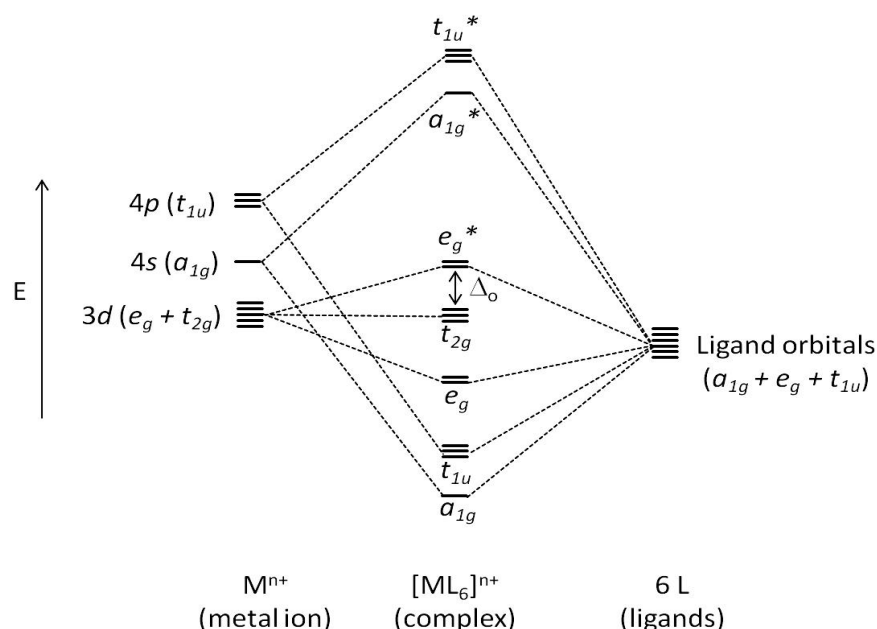 t₁ᵤ*
a₁g*
4p (t₁ᵤ)
4s (a₁g)
eg*
E
Δₒ
3d (eg + t₂g)
t₂g
Ligand orbitals
(a₁g + eg + t₁ᵤ)
eg
t₁ᵤ
a₁g
Mⁿ⁺
(metal ion)
[ML₆]ⁿ⁺
(complex)
6 L
(ligands)